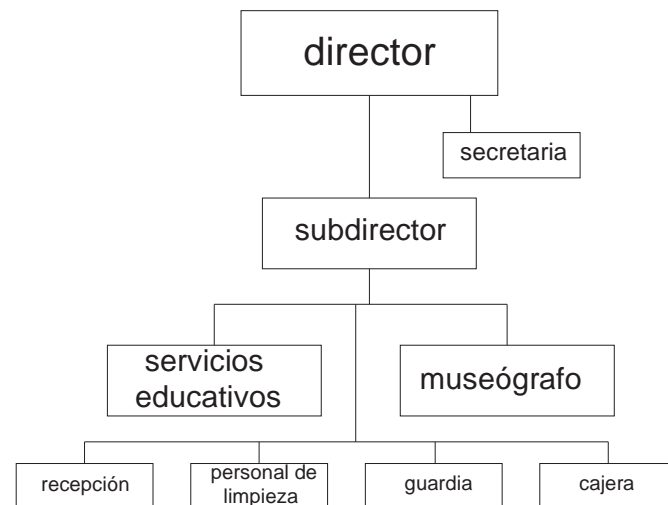 director
secretaria
subdirector
servicios
educativos
museógrafo
recepción
personal de
limpieza
guardia
cajera